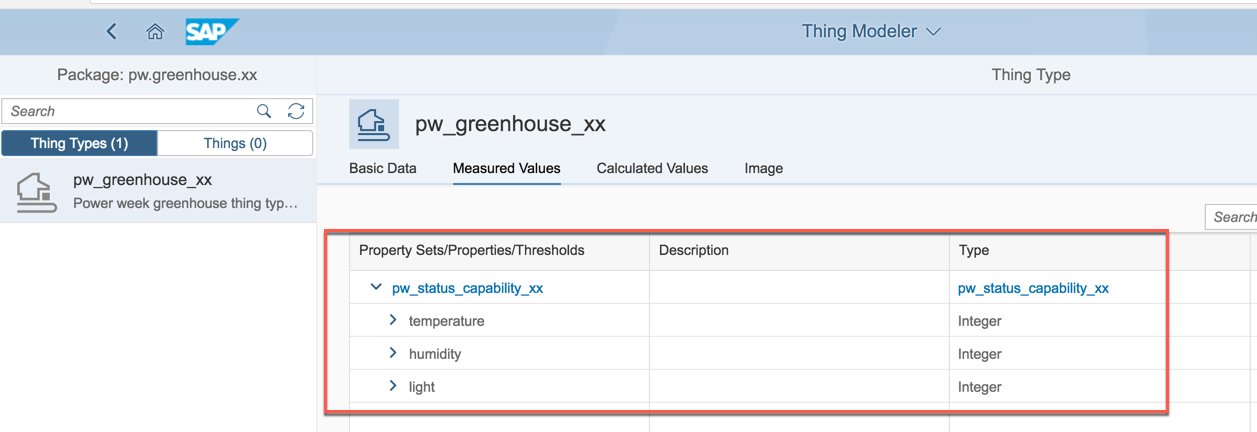 SAP
Thing Modeler
Package: pw.greenhouse.xx
Thing Type
Search
Thing Types (1)
Things (0)
pw_greenhouse_xx
Power week greenhouse thing typ...
pw_greenhouse_xx
Basic Data
Measured Values
Calculated Values
Image
Search
Property Sets/Properties/Thresholds
Description
Type
pw_status_capability_xx
pw_status_capability_xx
temperature
Integer
humidity
Integer
light
Integer